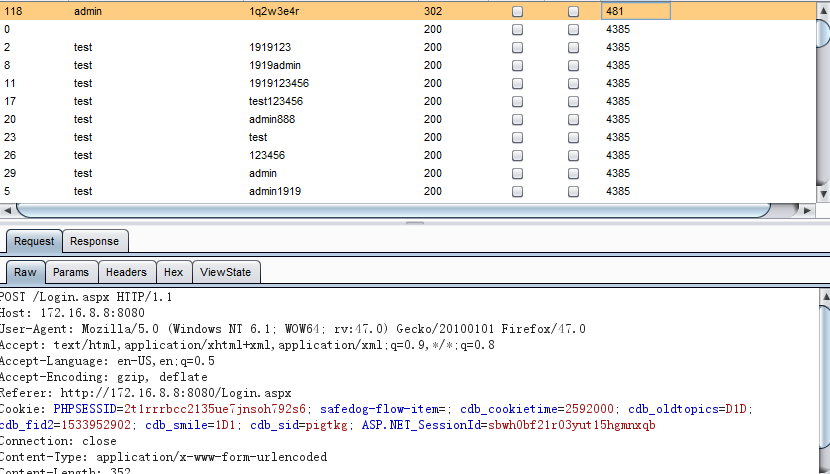 118 admin 1q2w3e4r 302 481
0 200 4385
2 test 1919123 200 4385
8 test 1919admin 200 4385
11 test 1919123456 200 4385
17 test test123456 200 4385
20 test admin888 200 4385
23 test test 200 4385
26 test 123456 200 4385
29 test admin 200 4385
5 test admin1919 200 4385
Request Response
Raw Params Headers Hex ViewState
POST /Login.aspx HTTP/1.1
Host: 172.16.8.8:8080
User-Agent: Mozilla/5.0 (Windows NT 6.1; WOW64; rv:47.0) Gecko/20100101 Firefox/47.0
Accept: text/html,application/xhtml+xml,application/xml;q=0.9,*/*;q=0.8
Accept-Language: en-US,en;q=0.5
Accept-Encoding: gzip, deflate
Referer: http://172.16.8.8:8080/Login.aspx
Cookie: PHPSESSID=2t1rrrbcc2135ue7jnsoh792s6; safedog-flow-item=; cdb_cookietime=2592000; cdb_oldtopics=D1D;
cdb_fid2=1533952902; cdb_smile=1D1; cdb_sid=pigtkg; ASP.NET_SessionId=sbwh0bf21r03yut15hgmnxqb
Connection: close
Content-Type: application/x-www-form-urlencoded
Content-Length: 352